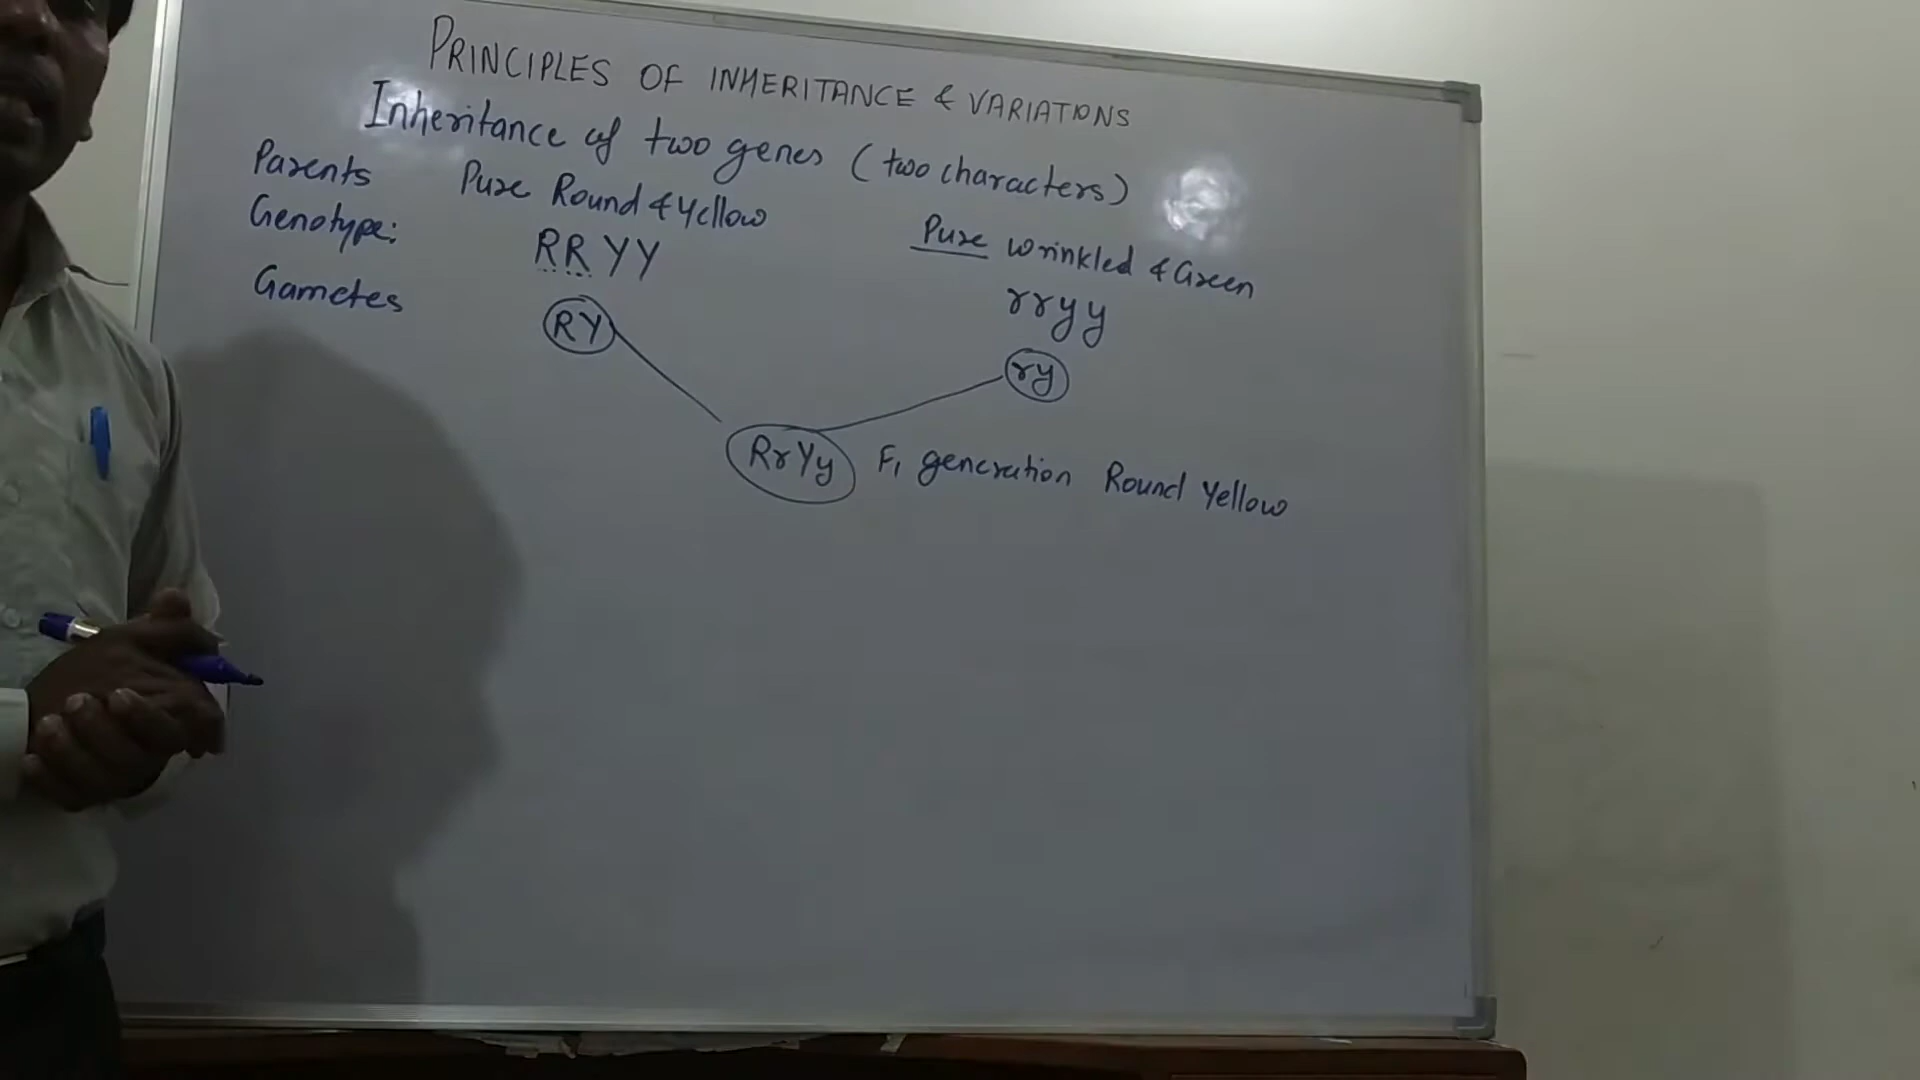 PRINCIPLES OF INHERITANCE & VARIATIONS
Inheritance of two genes (two characters)
Parents Pure Round & Yellow Pure wrinkled & Green
Genotype: RRYY rryy
Gametes RY ry
RrYy F1 generation Round Yellow